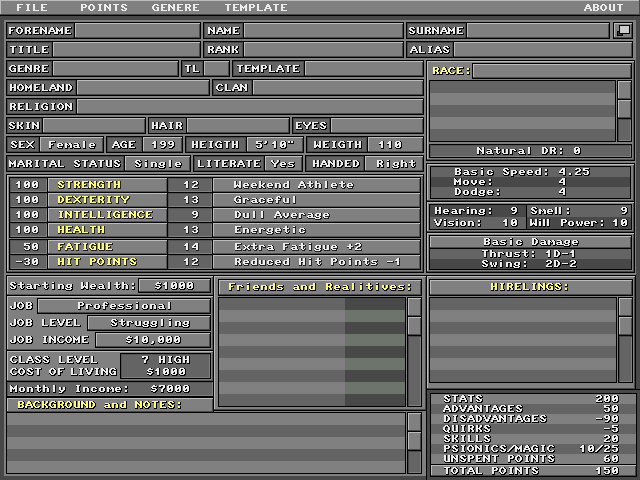 FILE POINTS GENERE TEMPLATE ABOUT
FORENAME NAME SURNAME
TITLE RANK ALIAS
GENRE TL TEMPLATE
HOMELAND CLAN
RELIGION
SKIN HAIR EYES
SEX Female AGE 199 HEIGTH 5'10" WEIGTH 110
MARITAL STATUS Single LITERATE Yes HANDED Right
RACE:
Natural DR: 0
100 STRENGTH 12 Weekend Athlete
100 DEXTERITY 13 Graceful
100 INTELLIGENCE 9 Dull Average
100 HEALTH 13 Energetic
50 FATIGUE 14 Extra Fatigue +2
-30 HIT POINTS 12 Reduced Hit Points -1
Basic Speed: 4.25
Move: 4
Dodge: 4
Hearing: 9 Smell: 9
Vision: 10 Will Power: 10
Basic Damage
Thrust: 1D-1
Swing: 2D-2
Starting Wealth: $1000
JOB Professional
JOB LEVEL Struggling
JOB INCOME $10,000
CLASS LEVEL 7 HIGH
COST OF LIVING $1000
Monthly Income: $7000
Friends and Realitives:
HIRELINGS:
BACKGROUND and NOTES:
STATS 200
ADVANTAGES 50
DISADVANTAGES -90
QUIRKS -5
SKILLS 20
PSIONICS/MAGIC 10/25
UNSPENT POINTS 60
TOTAL POINTS 150